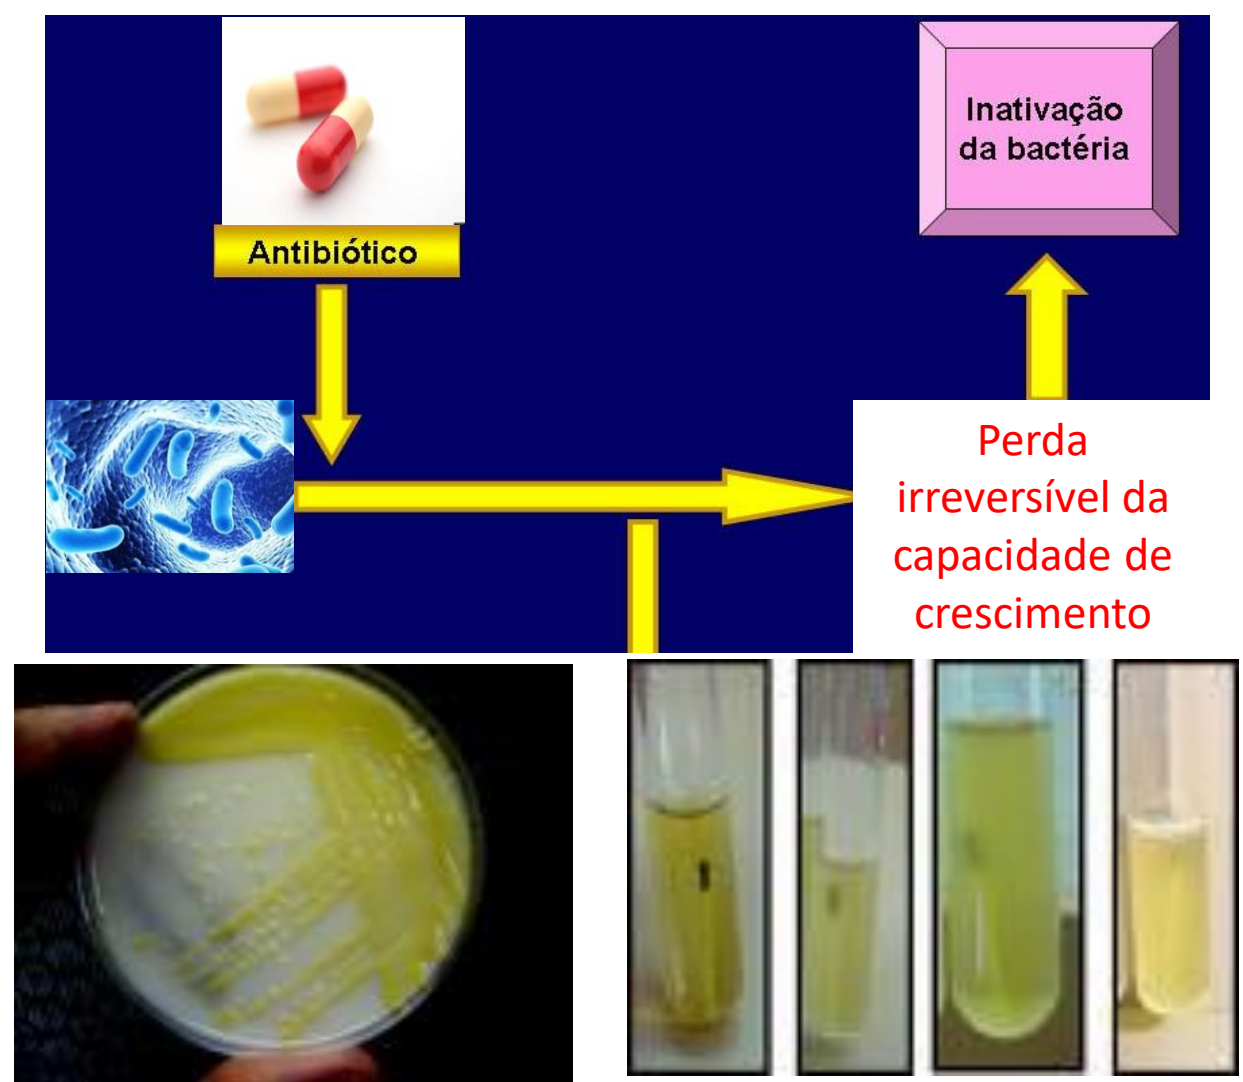 Inativação
da bactéria
Antibiótico
Perda
irreversível da
capacidade de
crescimento